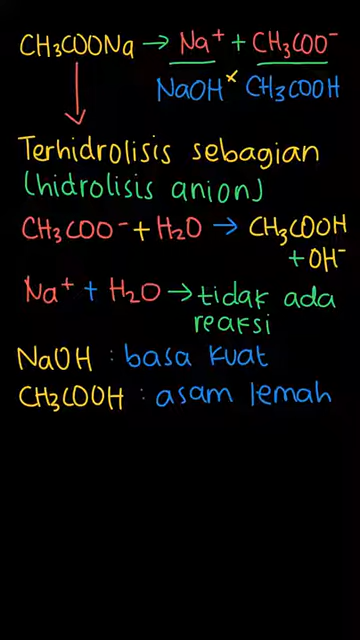 CH₃COONa → Na⁺ + CH₃COO⁻
NaOH × CH₃COOH
Terhidrolisis sebagian
(hidrolisis anion)
CH₃COO⁻ + H₂O → CH₃COOH
+ OH⁻
Na⁺ + H₂O → tidak ada
reaksi
NaOH : basa kuat
CH₃COOH : asam lemah